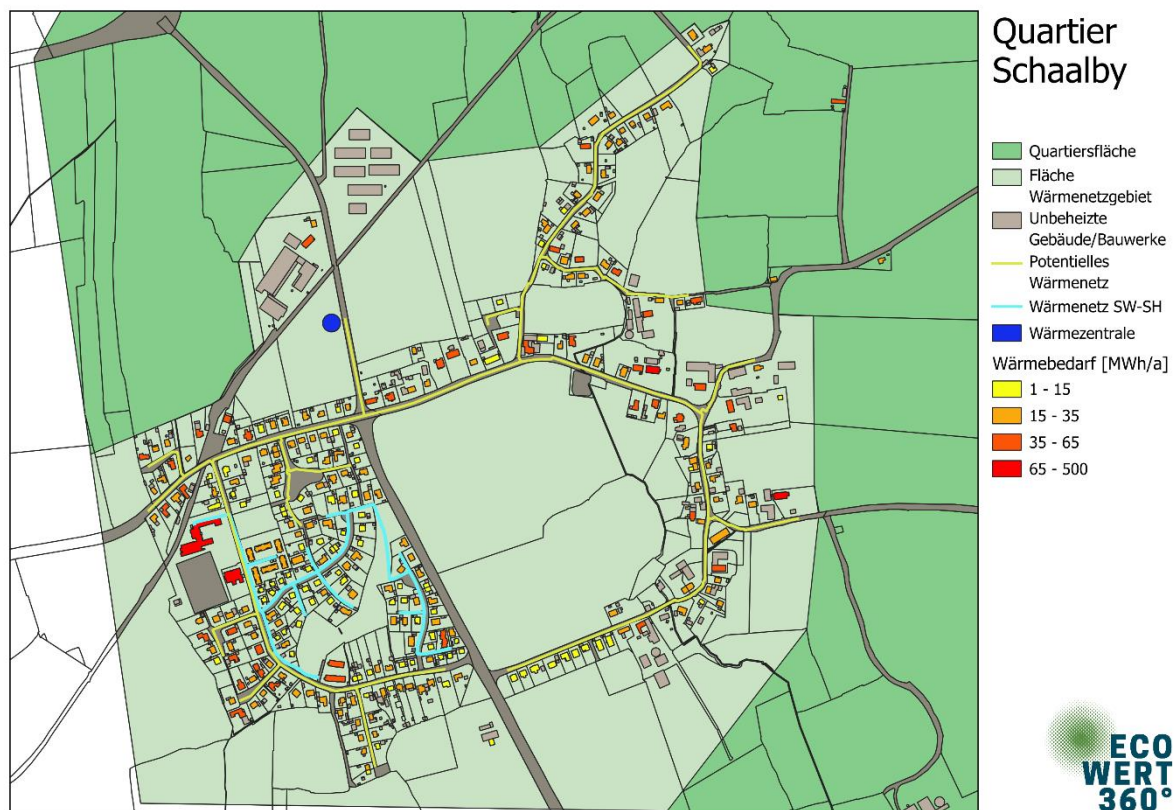 Quartier
Schaalby
Quartiersfläche
Fläche
Wärmenetzgebiet
Unbeheizte
Gebäude/Bauwerke
Potentielles
Wärmenetz
Wärmenetz SW-SH
Wärmezentrale
Wärmebedarf [MWh/a]
1 - 15
15 - 35
35 - 65
65 - 500
ECO
WERT
360°